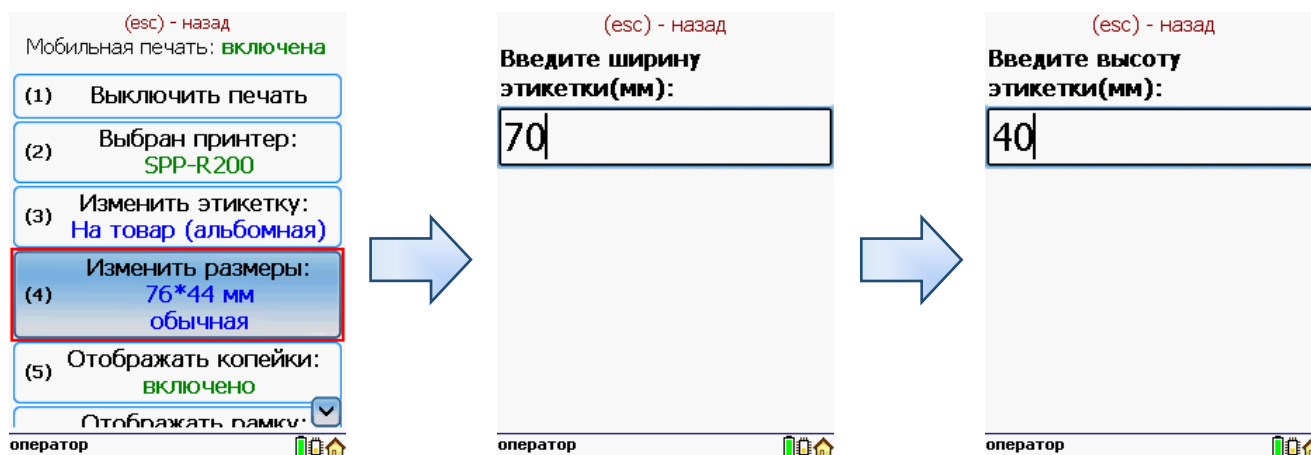 (esc) - назад
Мобильная печать: включена
(1) Выключить печать
(2) Выбран принтер:
SPP-R200
(3) Изменить этикетку:
На товар (альбомная)
(4) Изменить размеры:
76*44 мм
обычная
(5) Отображать копейки:
включено
Отображать рамку:
оператор
(esc) - назад
Введите ширину
этикетки(мм):
70
оператор
(esc) - назад
Введите высоту
этикетки(мм):
40
оператор